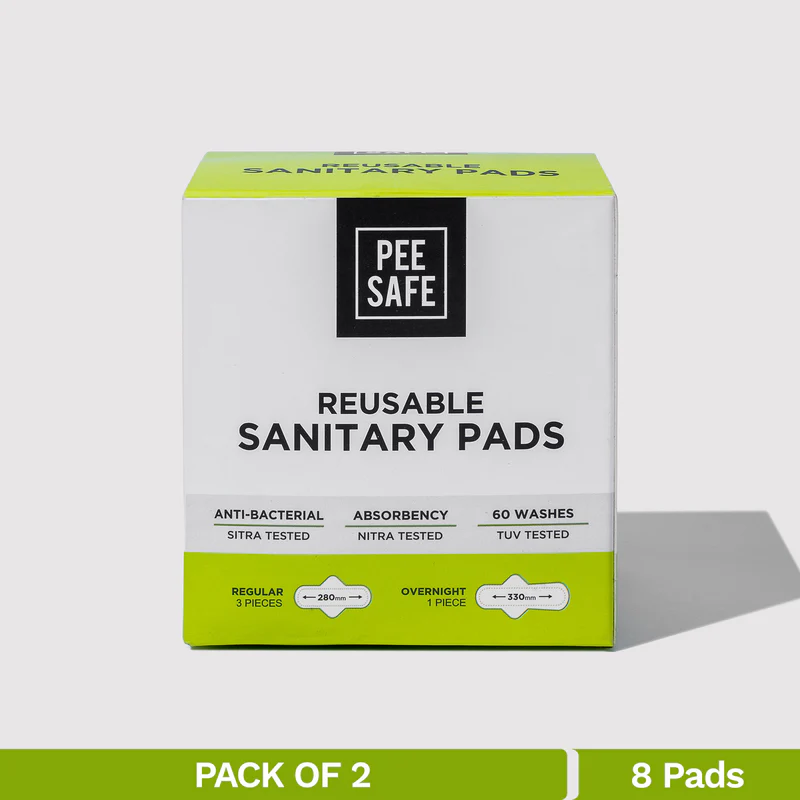 REUSABLE
SANITARY PADS
PEE
SAFE
REUSABLE
SANITARY PADS
ANTI-BACTERIAL
SITRA TESTED
ABSORBENCY
NITRA TESTED
60 WASHES
TUV TESTED
REGULAR
3 PIECES
280mm
OVERNIGHT
1 PIECE
330mm
PACK OF 2
8 Pads